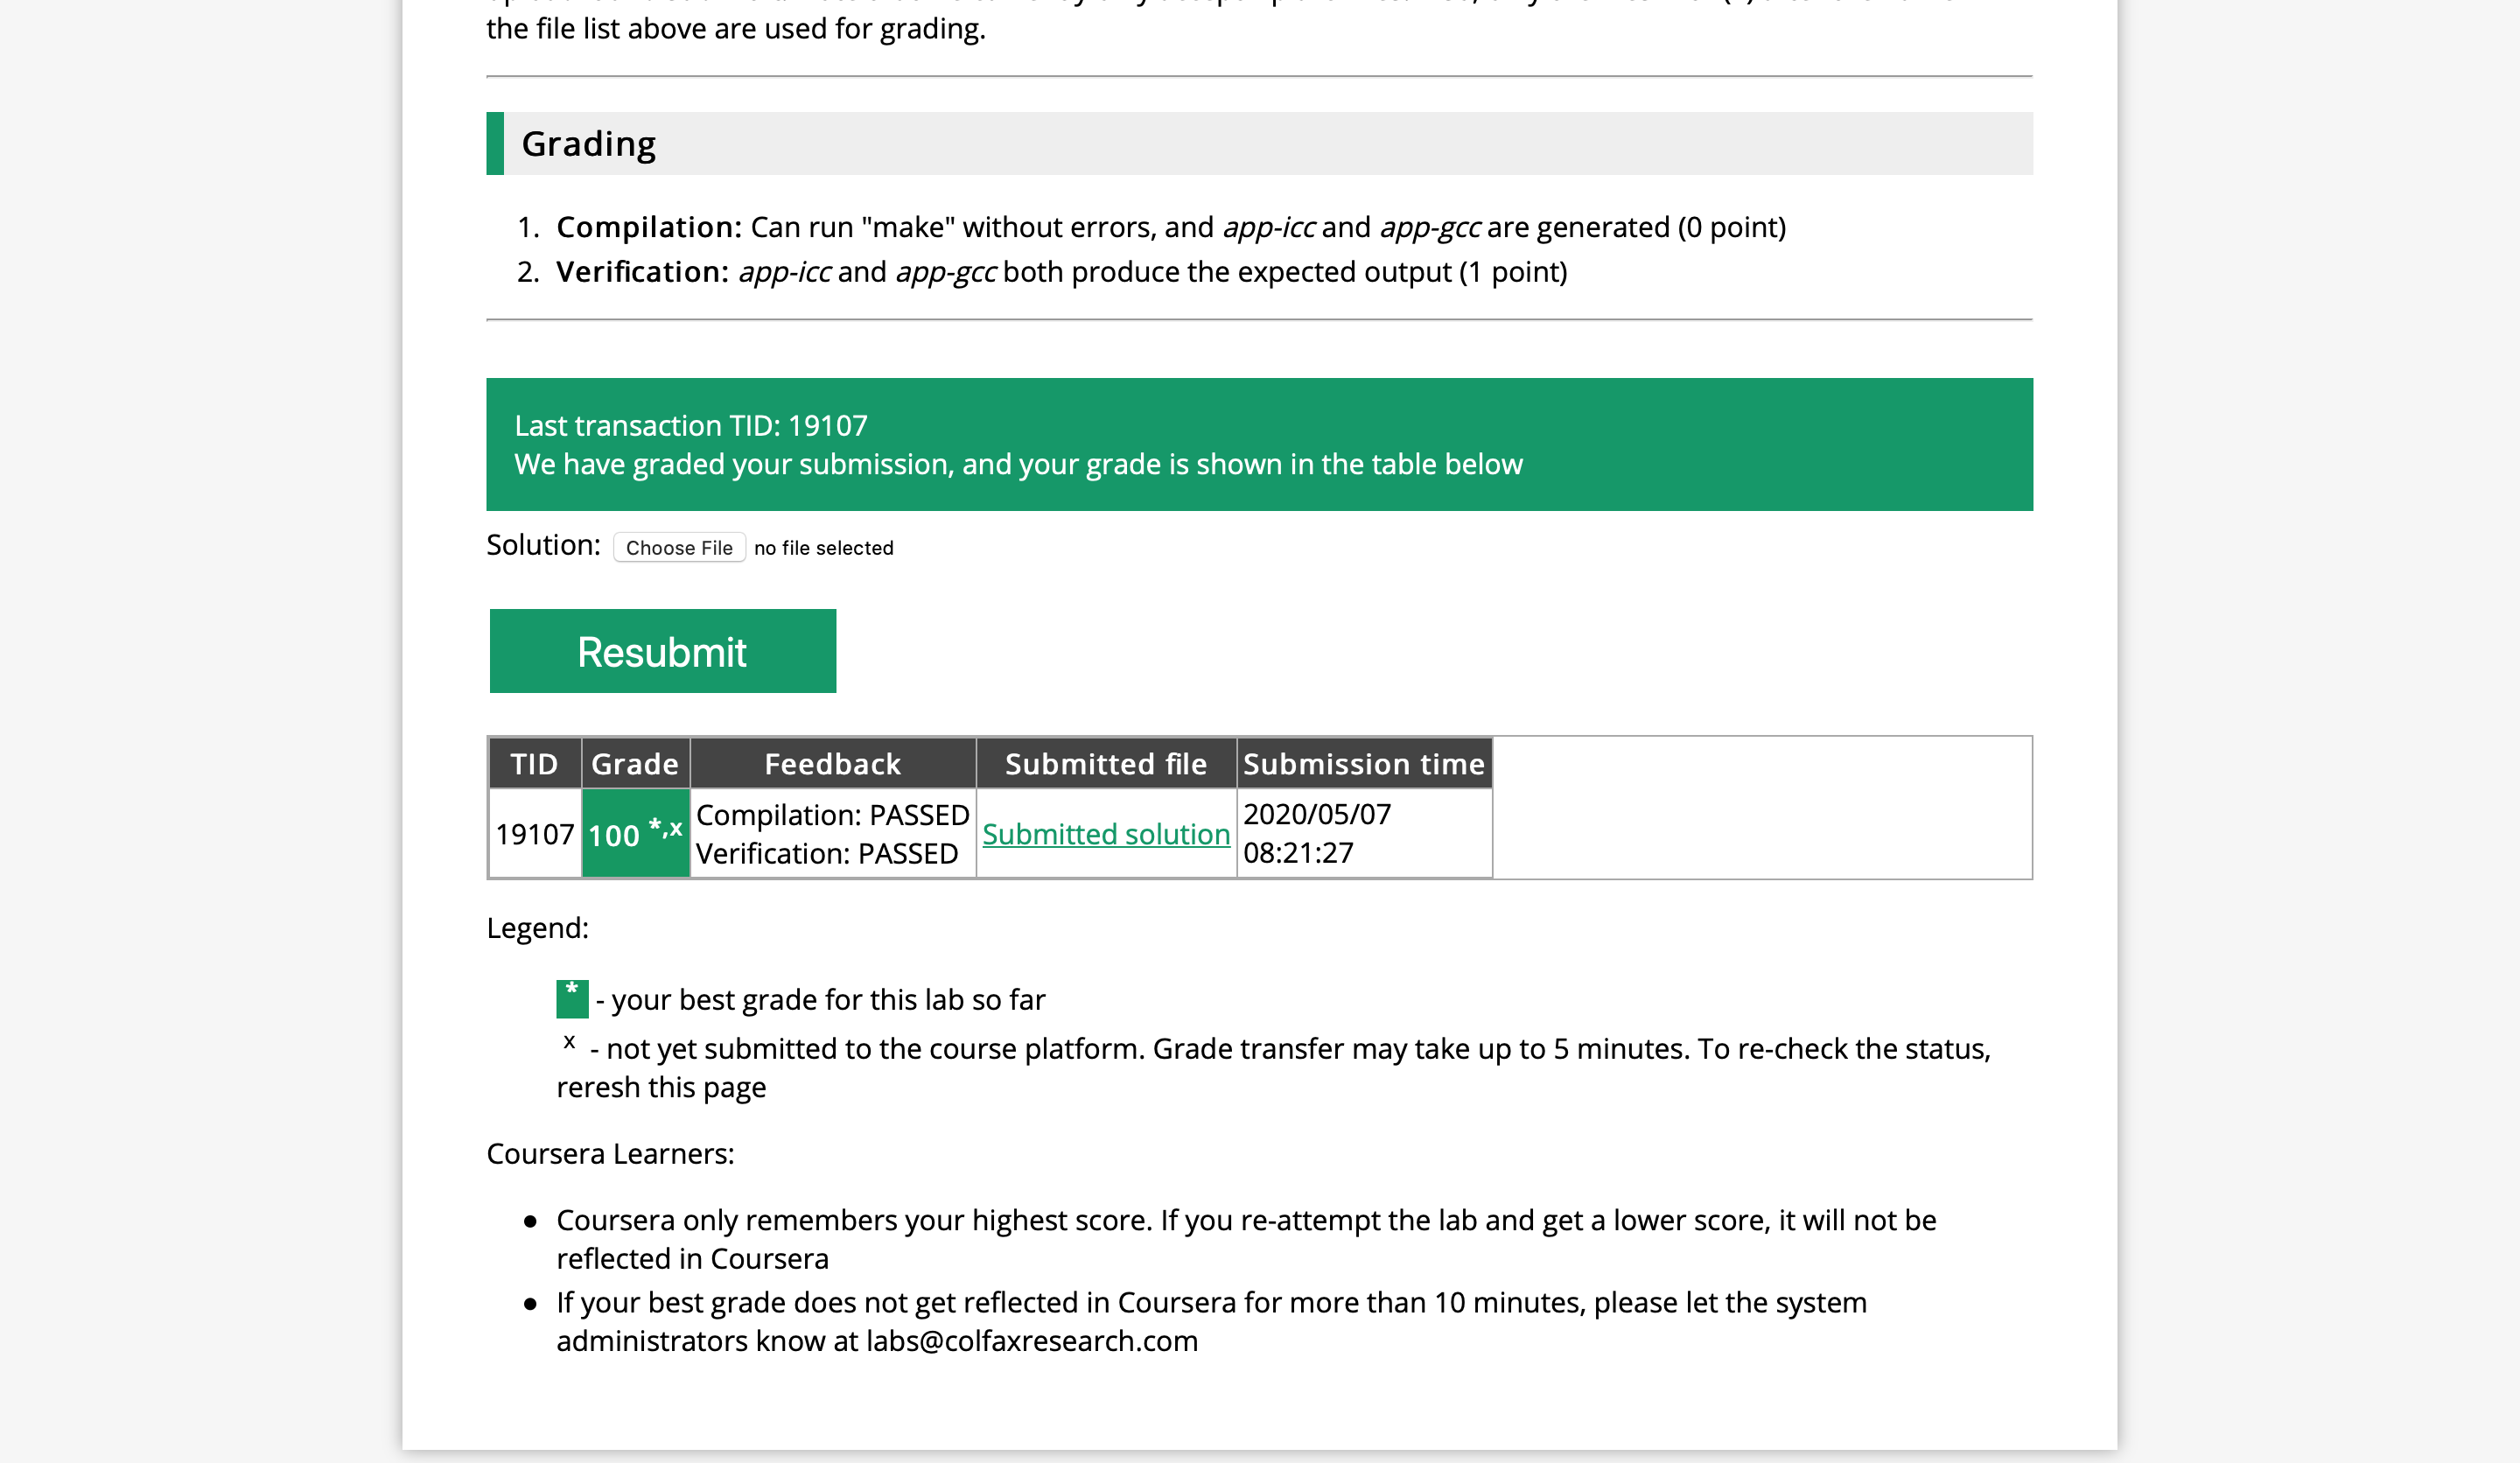 the file list above are used for grading.
Grading
1. Compilation: Can run "make" without errors, and app-icc and app-gcc are generated (0 point)
2. Verification: app-icc and app-gcc both produce the expected output (1 point)
Last transaction TID: 19107
We have graded your submission, and your grade is shown in the table below
Solution: Choose File no file selected
Resubmit
TID Grade Feedback Submitted file Submission time
19107 100 *,x Compilation: PASSED Verification: PASSED Submitted solution 2020/05/07 08:21:27
Legend:
* - your best grade for this lab so far
x - not yet submitted to the course platform. Grade transfer may take up to 5 minutes. To re-check the status,
reresh this page
Coursera Learners:
● Coursera only remembers your highest score. If you re-attempt the lab and get a lower score, it will not be
reflected in Coursera
● If your best grade does not get reflected in Coursera for more than 10 minutes, please let the system
administrators know at labs@colfaxresearch.com